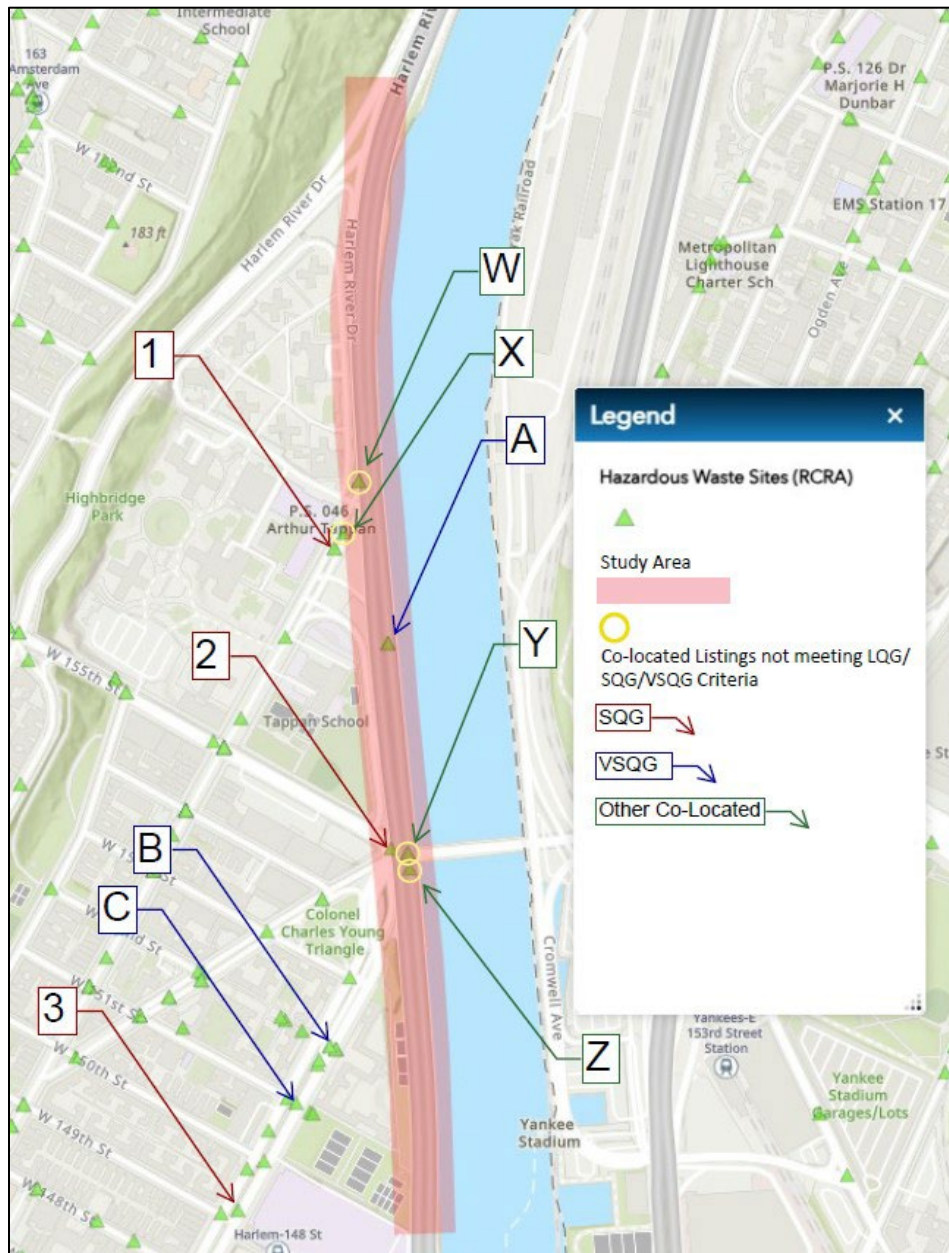 Intermediate
School
163
Amsterdam
Ave
W 162nd St
183 ft
Harlem River Dr
Harlem River Dr
Harlem River Dr
P.S. 126 Dr
Marjorie H
Dunbar
EMS Station 17
Metropolitan
Lighthouse
Charter Sch
Ogden Ave
W
X
1
A
Highbridge
Park
P.S. 046
Arthur Tappan
2
Y
W 155th St
Tappan School
B
C
Colonel
Charles Young
Triangle
3
W 151st St
W 150th St
W 149th St
W 148th St
Z
Cromwell Ave
Yankee
Stadium
Harlem-148 St
Legend
×
Hazardous Waste Sites (RCRA)
Study Area
Co-located Listings not meeting LQG/
SQG/VSQG Criteria
SQG
VSQG
Other Co-Located
Yankees-E
153rd Street
Station
Yankee
Stadium
Garages/Lots